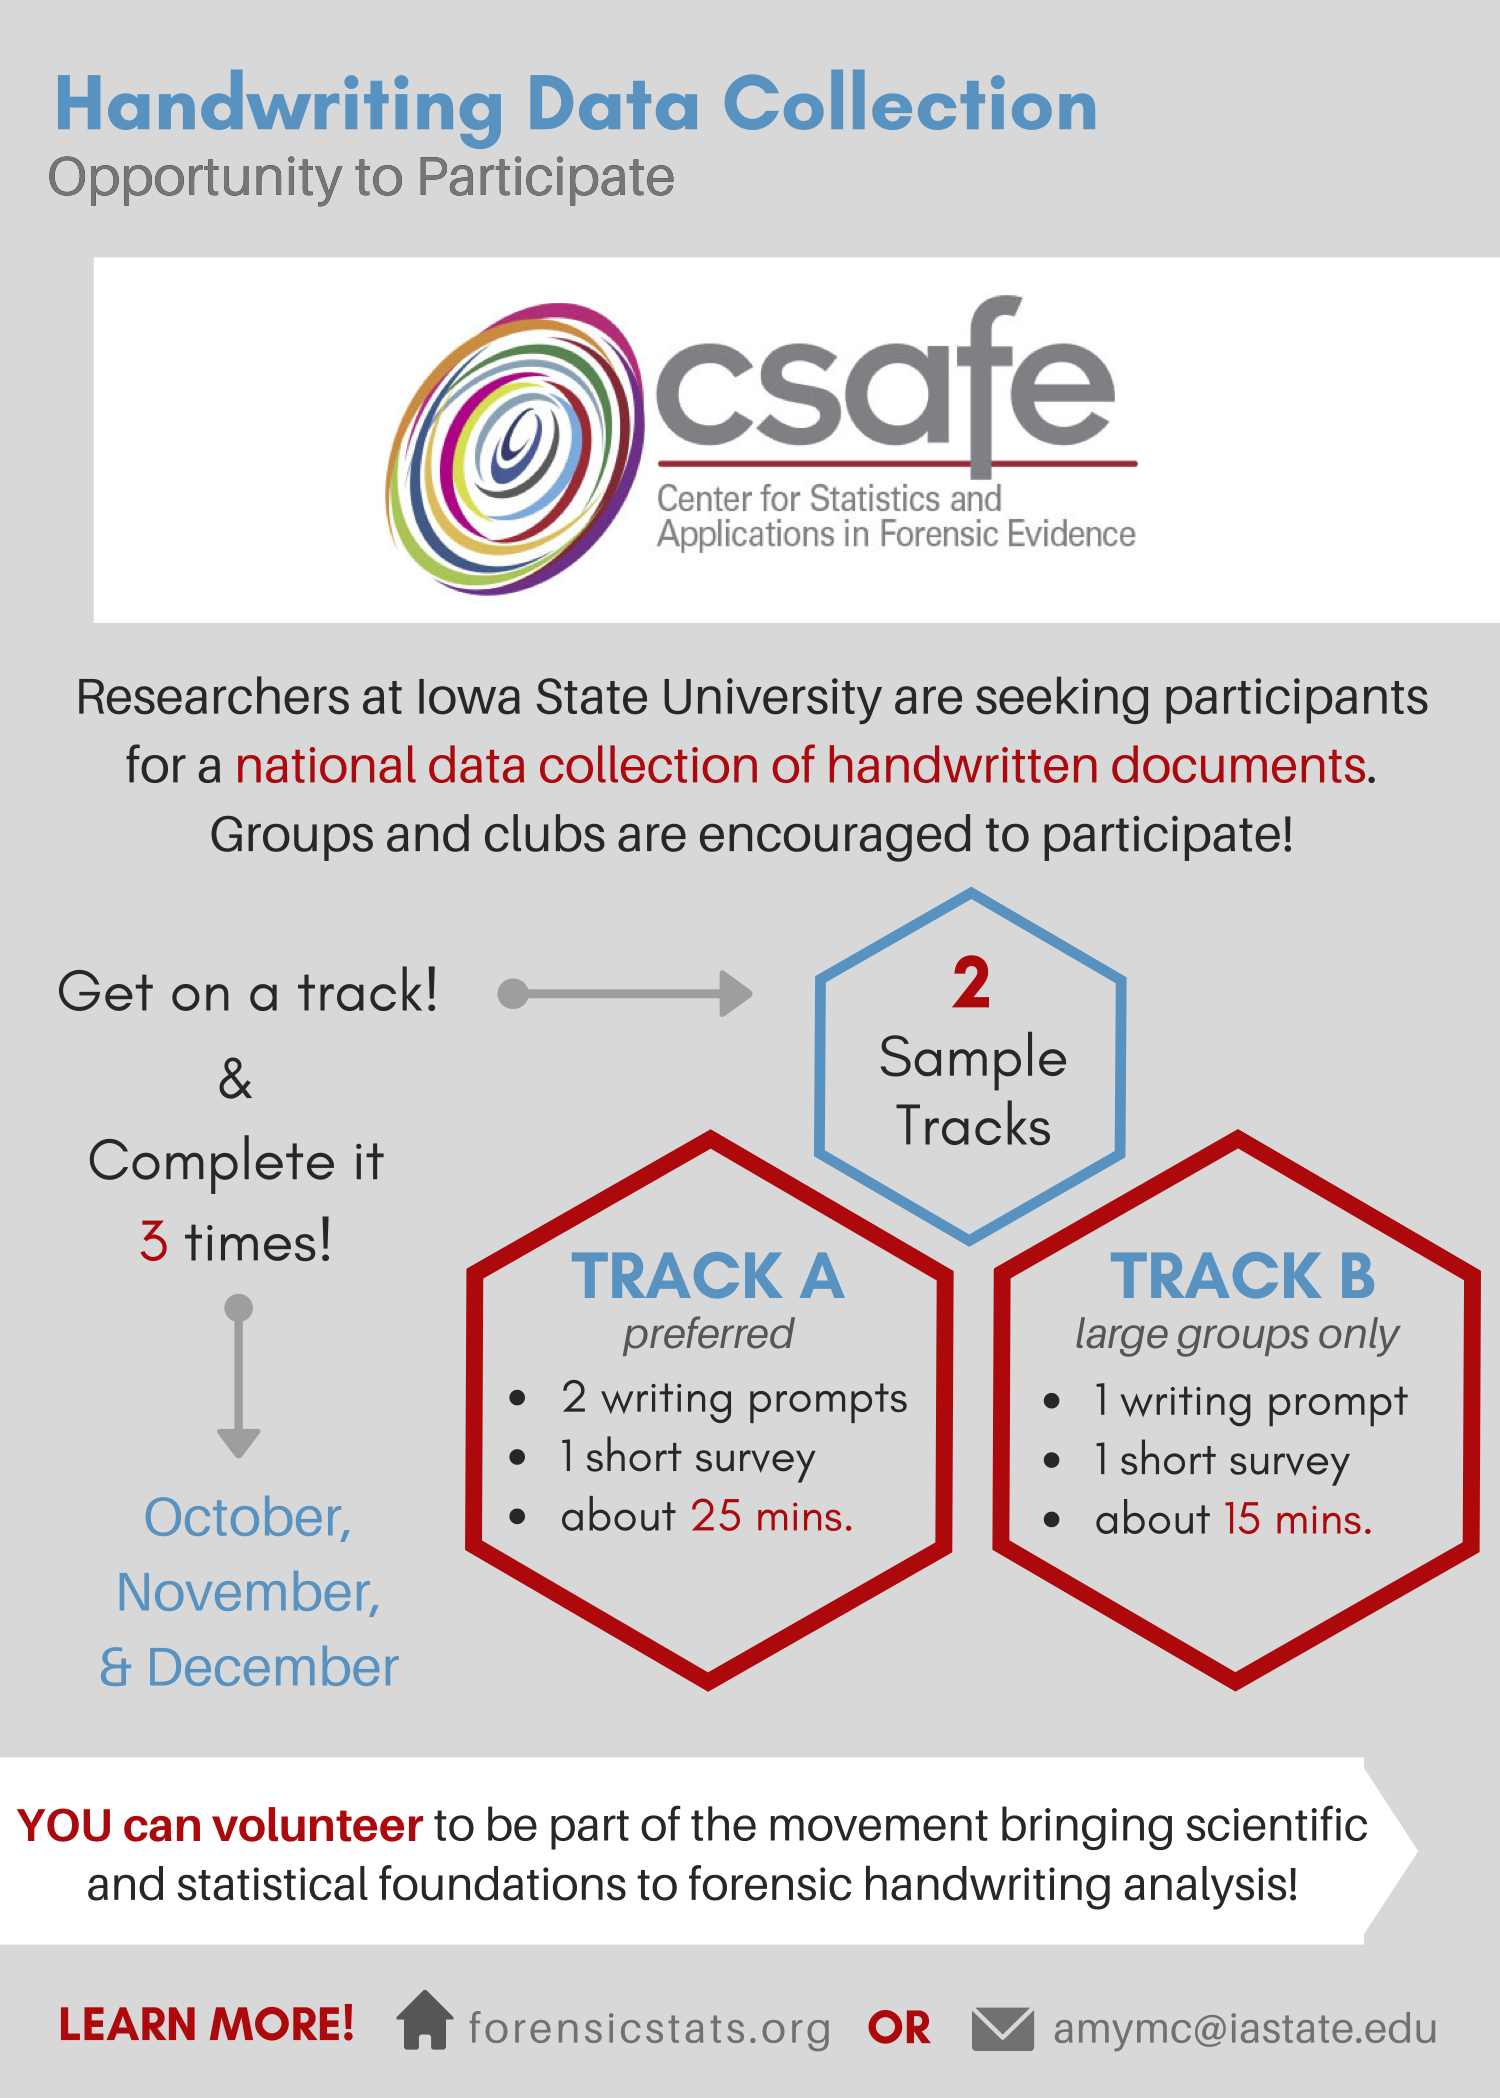 Handwriting Data Collection
Opportunity to Participate
csafe
Center for Statistics and
Applications in Forensic Evidence
Researchers at Iowa State University are seeking participants
for a national data collection of handwritten documents.
Groups and clubs are encouraged to participate!
Get on a track!
&
Complete it
3 times!
October,
November,
& December
2
Sample
Tracks
TRACK A
preferred
• 2 writing prompts
• 1 short survey
• about 25 mins.
TRACK B
large groups only
• 1 writing prompt
• 1 short survey
• about 15 mins.
YOU can volunteer to be part of the movement bringing scientific
and statistical foundations to forensic handwriting analysis!
LEARN MORE! forensicstats.org OR amymc@iastate.edu